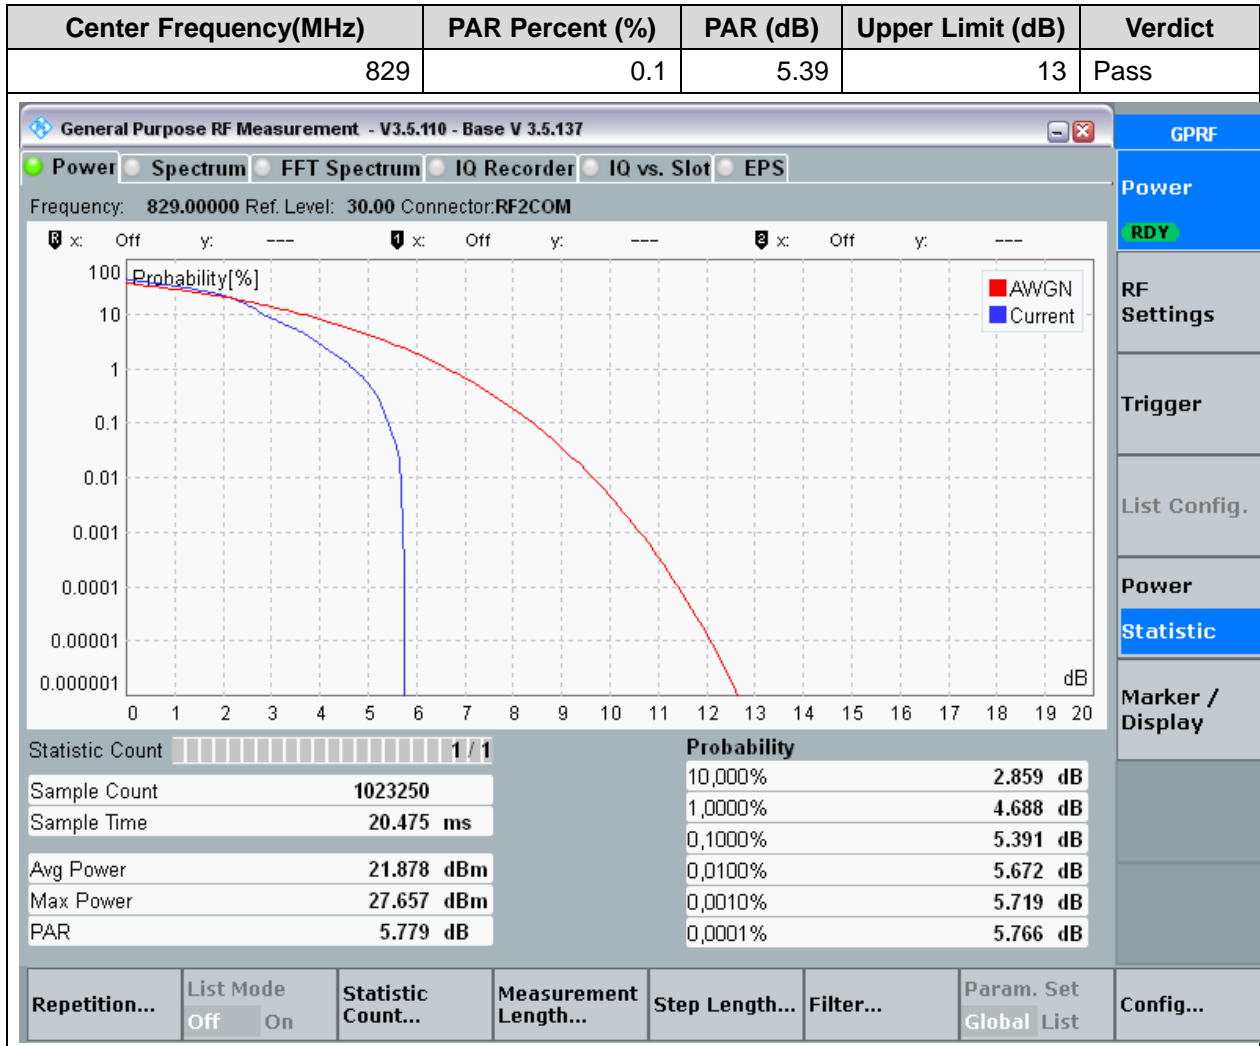 Center Frequency(MHz) PAR Percent (%) PAR (dB) Upper Limit (dB) Verdict
829 0.1 5.39 13 Pass
General Purpose RF Measurement - V3.5.110 - Base V 3.5.137
GPRF
Power Spectrum FFT Spectrum IQ Recorder IQ vs. Slot EPS
Power
RDY
Frequency: 829.00000 Ref. Level: 30.00 Connector:RF2COM
R x: Off y: --- 1 x: Off y: --- 2 x: Off y: ---
Probability[%]
AWGN
Current
100
10
1
0.1
0.01
0.001
0.0001
0.00001
0.000001
dB
0 1 2 3 4 5 6 7 8 9 10 11 12 13 14 15 16 17 18 19 20
RF
Settings
Trigger
List Config.
Power
Statistic
Marker /
Display
Statistic Count 1 / 1
Sample Count 1023250
Sample Time 20.475 ms
Avg Power 21.878 dBm
Max Power 27.657 dBm
PAR 5.779 dB
Probability
10,000% 2.859 dB
1,0000% 4.688 dB
0,1000% 5.391 dB
0,0100% 5.672 dB
0,0010% 5.719 dB
0,0001% 5.766 dB
Repetition...
List Mode
Off On
Statistic
Count...
Measurement
Length...
Step Length...
Filter...
Param. Set
Global List
Config...